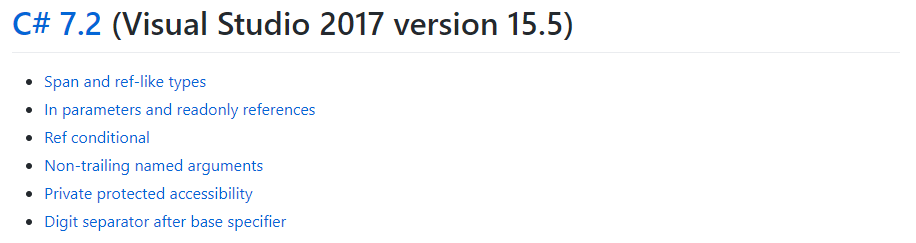 C# 7.2 (Visual Studio 2017 version 15.5)
Span and ref-like types
In parameters and readonly references
Ref conditional
Non-trailing named arguments
Private protected accessibility
Digit separator after base specifier